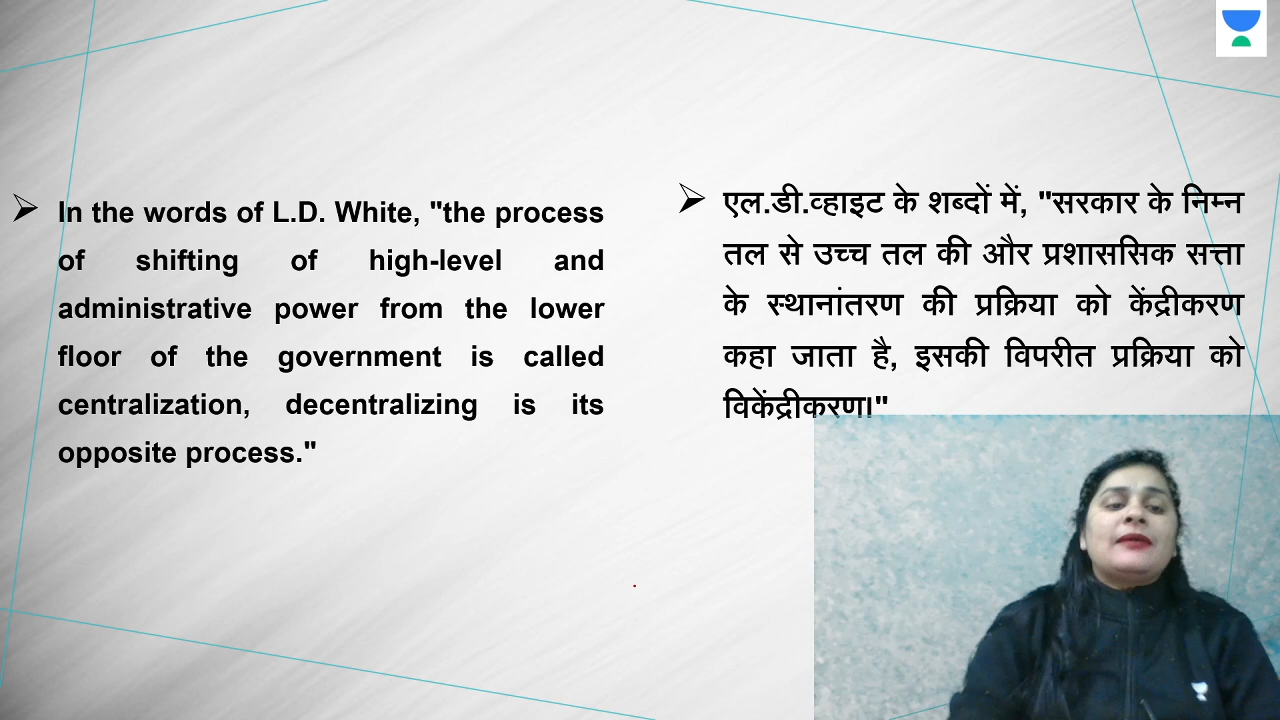 In the words of L.D. White, "the process
of shifting of high-level and
administrative power from the lower
floor of the government is called
centralization, decentralizing is its
opposite process."
एल.डी.व्हाइट के शब्दों में, "सरकार के निम्न
तल से उच्च तल की और प्रशाससिक सत्ता
के स्थानांतरण की प्रक्रिया को केंद्रीकरण
कहा जाता है, इसकी विपरीत प्रक्रिया को
विकेंद्रीकरण।"